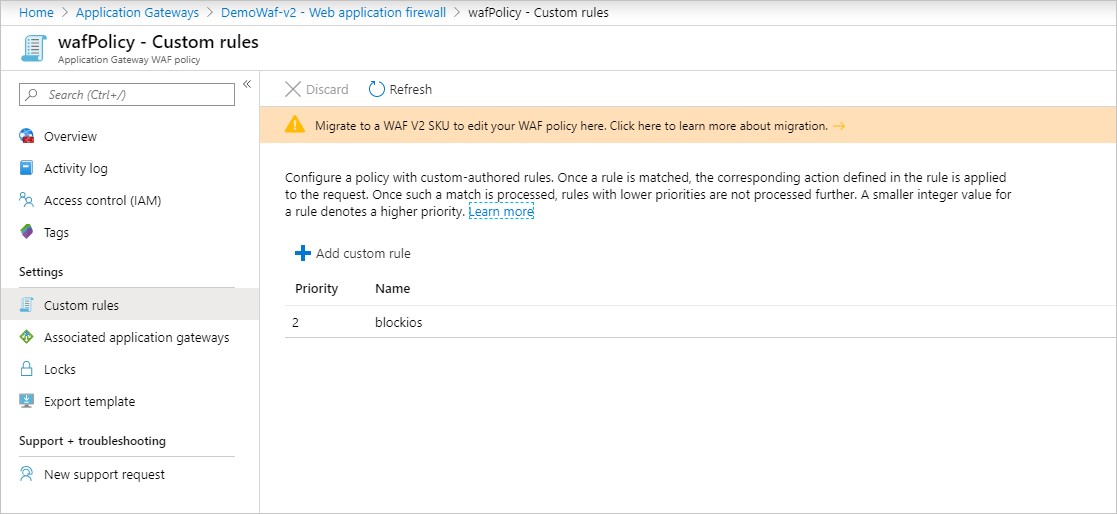 Home > Application Gateways > DemoWaf-v2 - Web application firewall > wafPolicy - Custom rules
wafPolicy - Custom rules
Application Gateway WAF policy
Search (Ctrl+/)
«
Overview
Activity log
Access control (IAM)
Tags
Settings
Custom rules
Associated application gateways
Locks
Export template
Support + troubleshooting
New support request
Discard
Refresh
Migrate to a WAF V2 SKU to edit your WAF policy here. Click here to learn more about migration. →
Configure a policy with custom-authored rules. Once a rule is matched, the corresponding action defined in the rule is applied
to the request. Once such a match is processed, rules with lower priorities are not processed further. A smaller integer value for
a rule denotes a higher priority. Learn more
Add custom rule
Priority Name
2 blockios